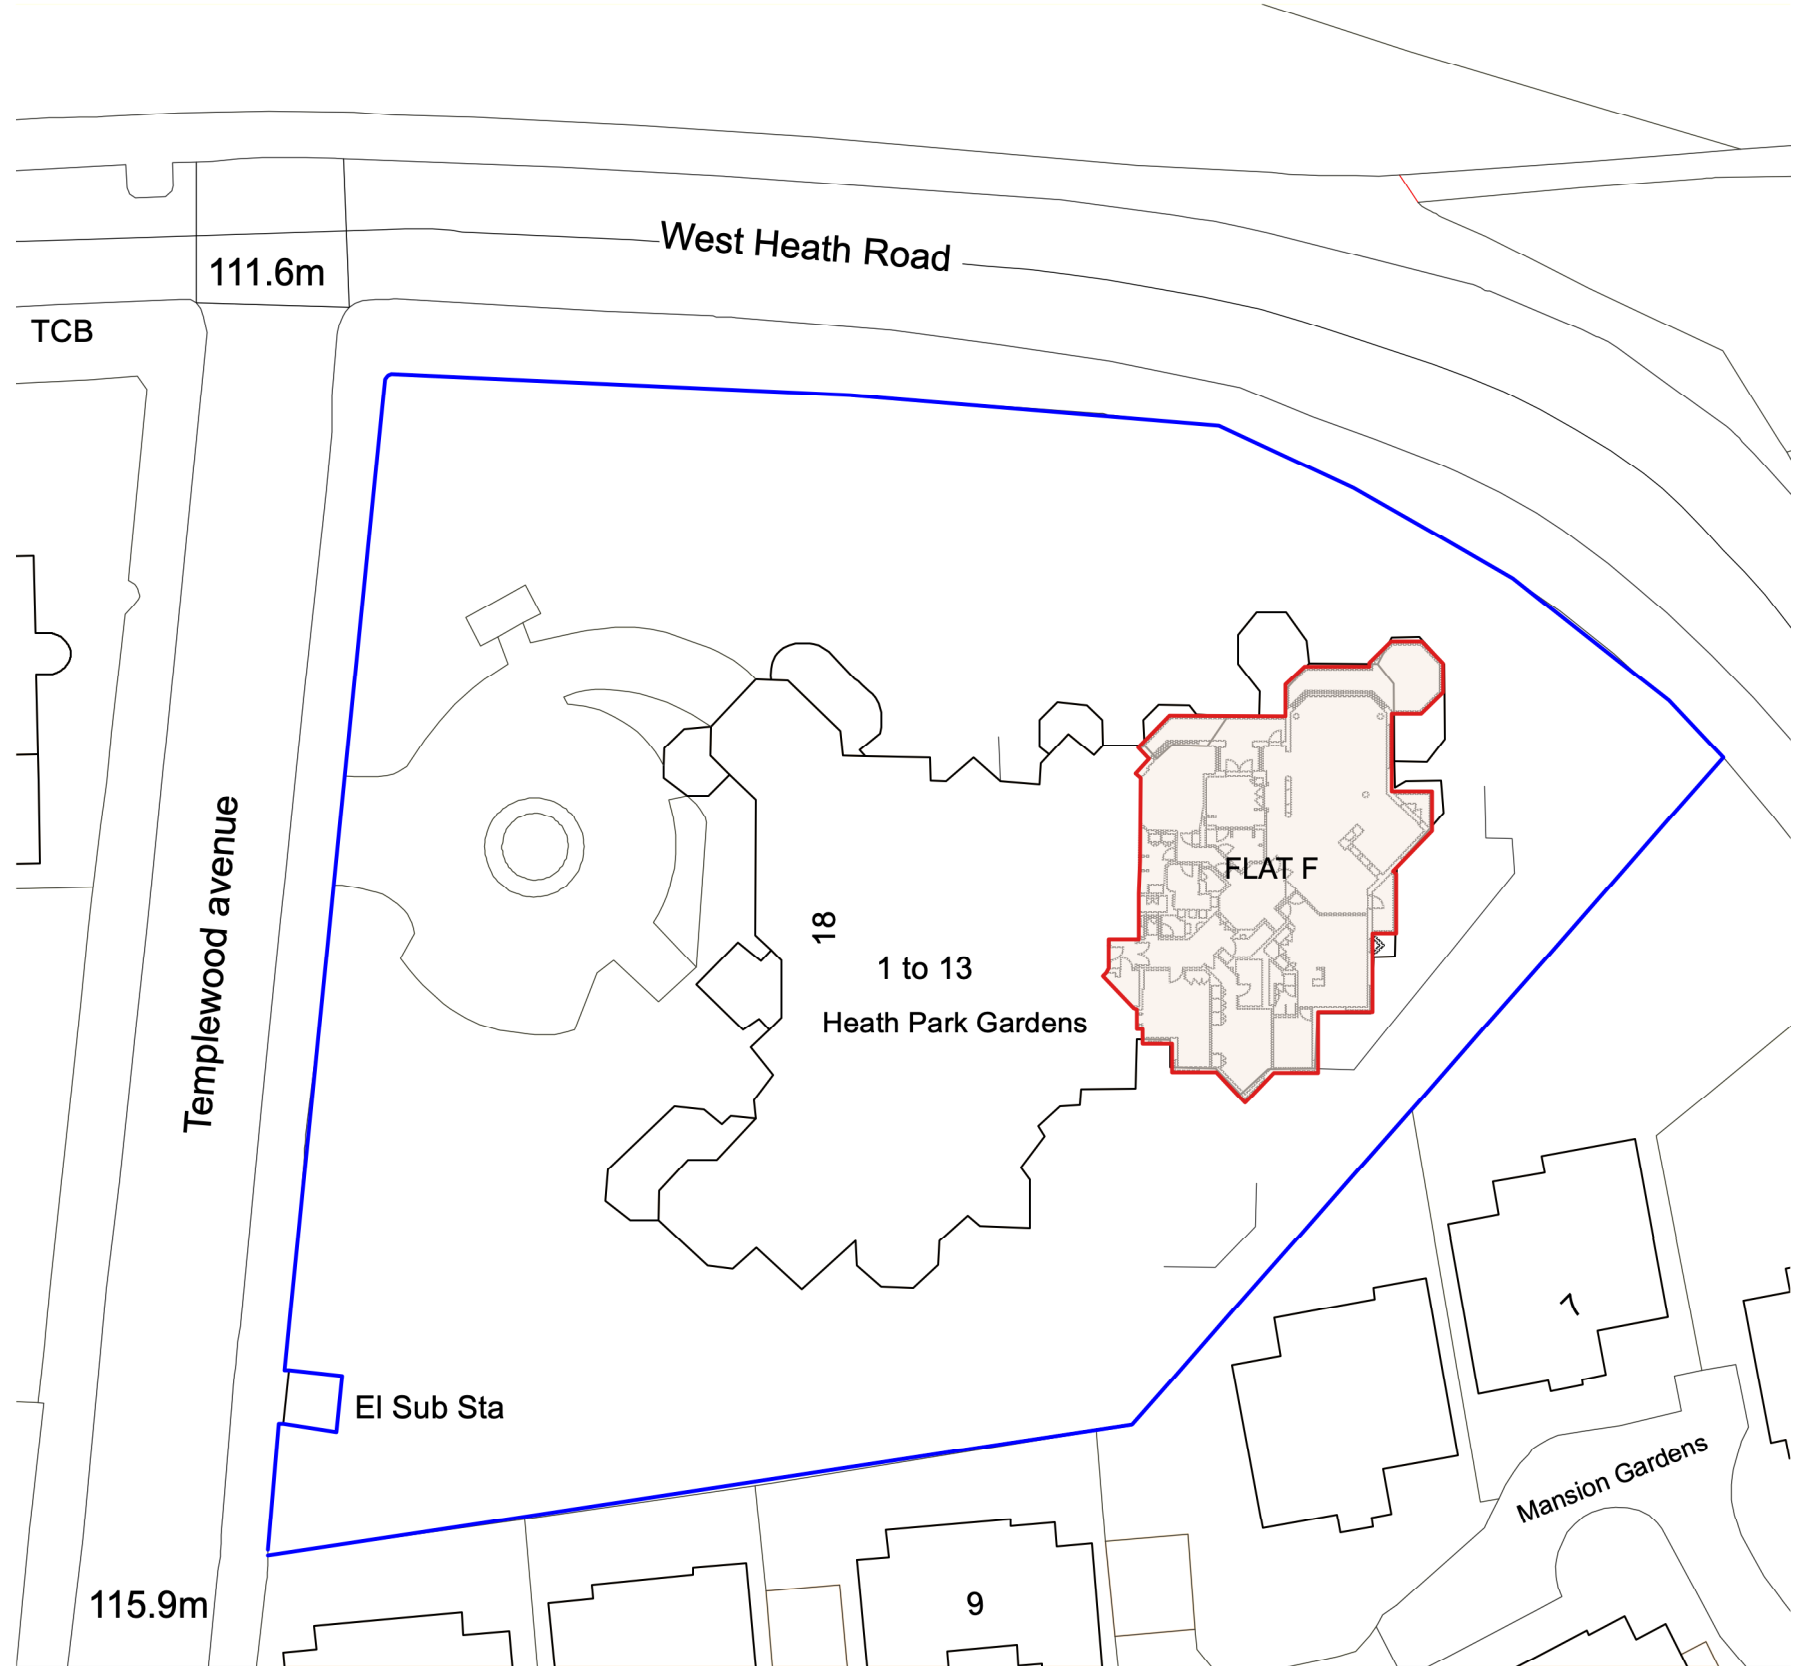 West Heath Road
111.6m
TCB
Templewood avenue
FLAT F
18
1 to 13
Heath Park Gardens
El Sub Sta
7
Mansion Gardens
9
115.9m